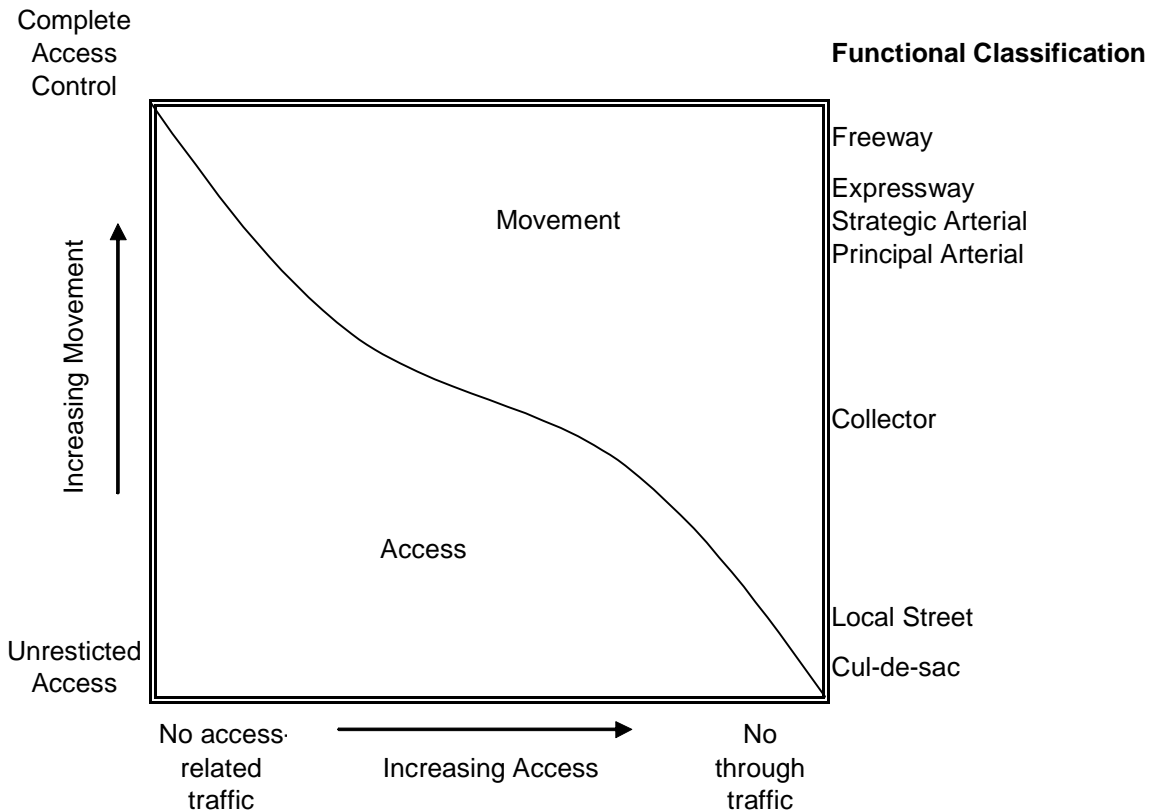 Complete
Access
Control
Functional Classification
Freeway
Expressway
Strategic Arterial
Principal Arterial
Movement
Increasing Movement
Collector
Access
Local Street
Unresticted
Access
Cul-de-sac
No access-
related
traffic
Increasing Access
No
through
traffic